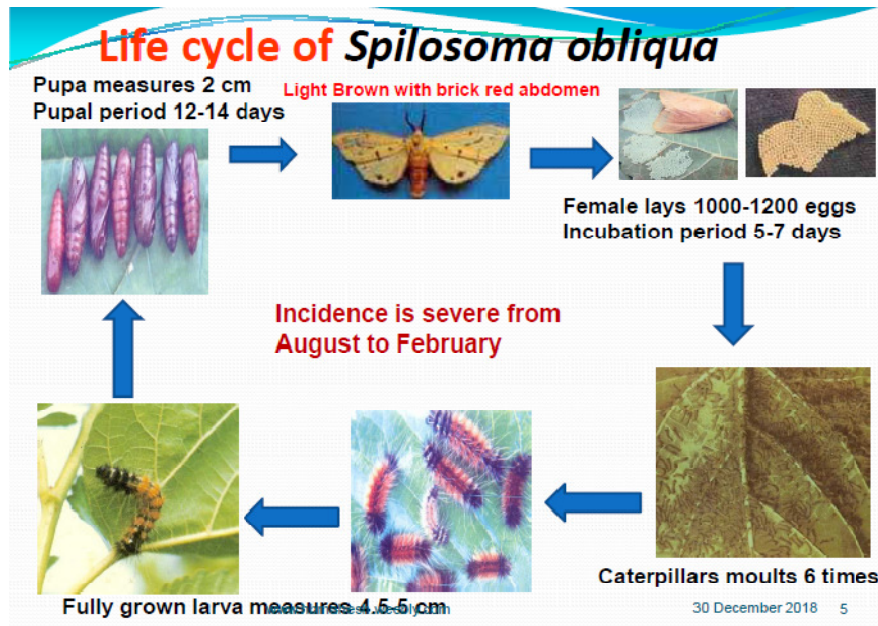 Life cycle of Spilosoma obliqua
Pupa measures 2 cm
Pupal period 12-14 days
Light Brown with brick red abdomen
Female lays 1000-1200 eggs
Incubation period 5-7 days
Incidence is severe from
August to February
Caterpillars moults 6 times
Fully grown larva measures 4.5-5 cm
30 December 2018
5